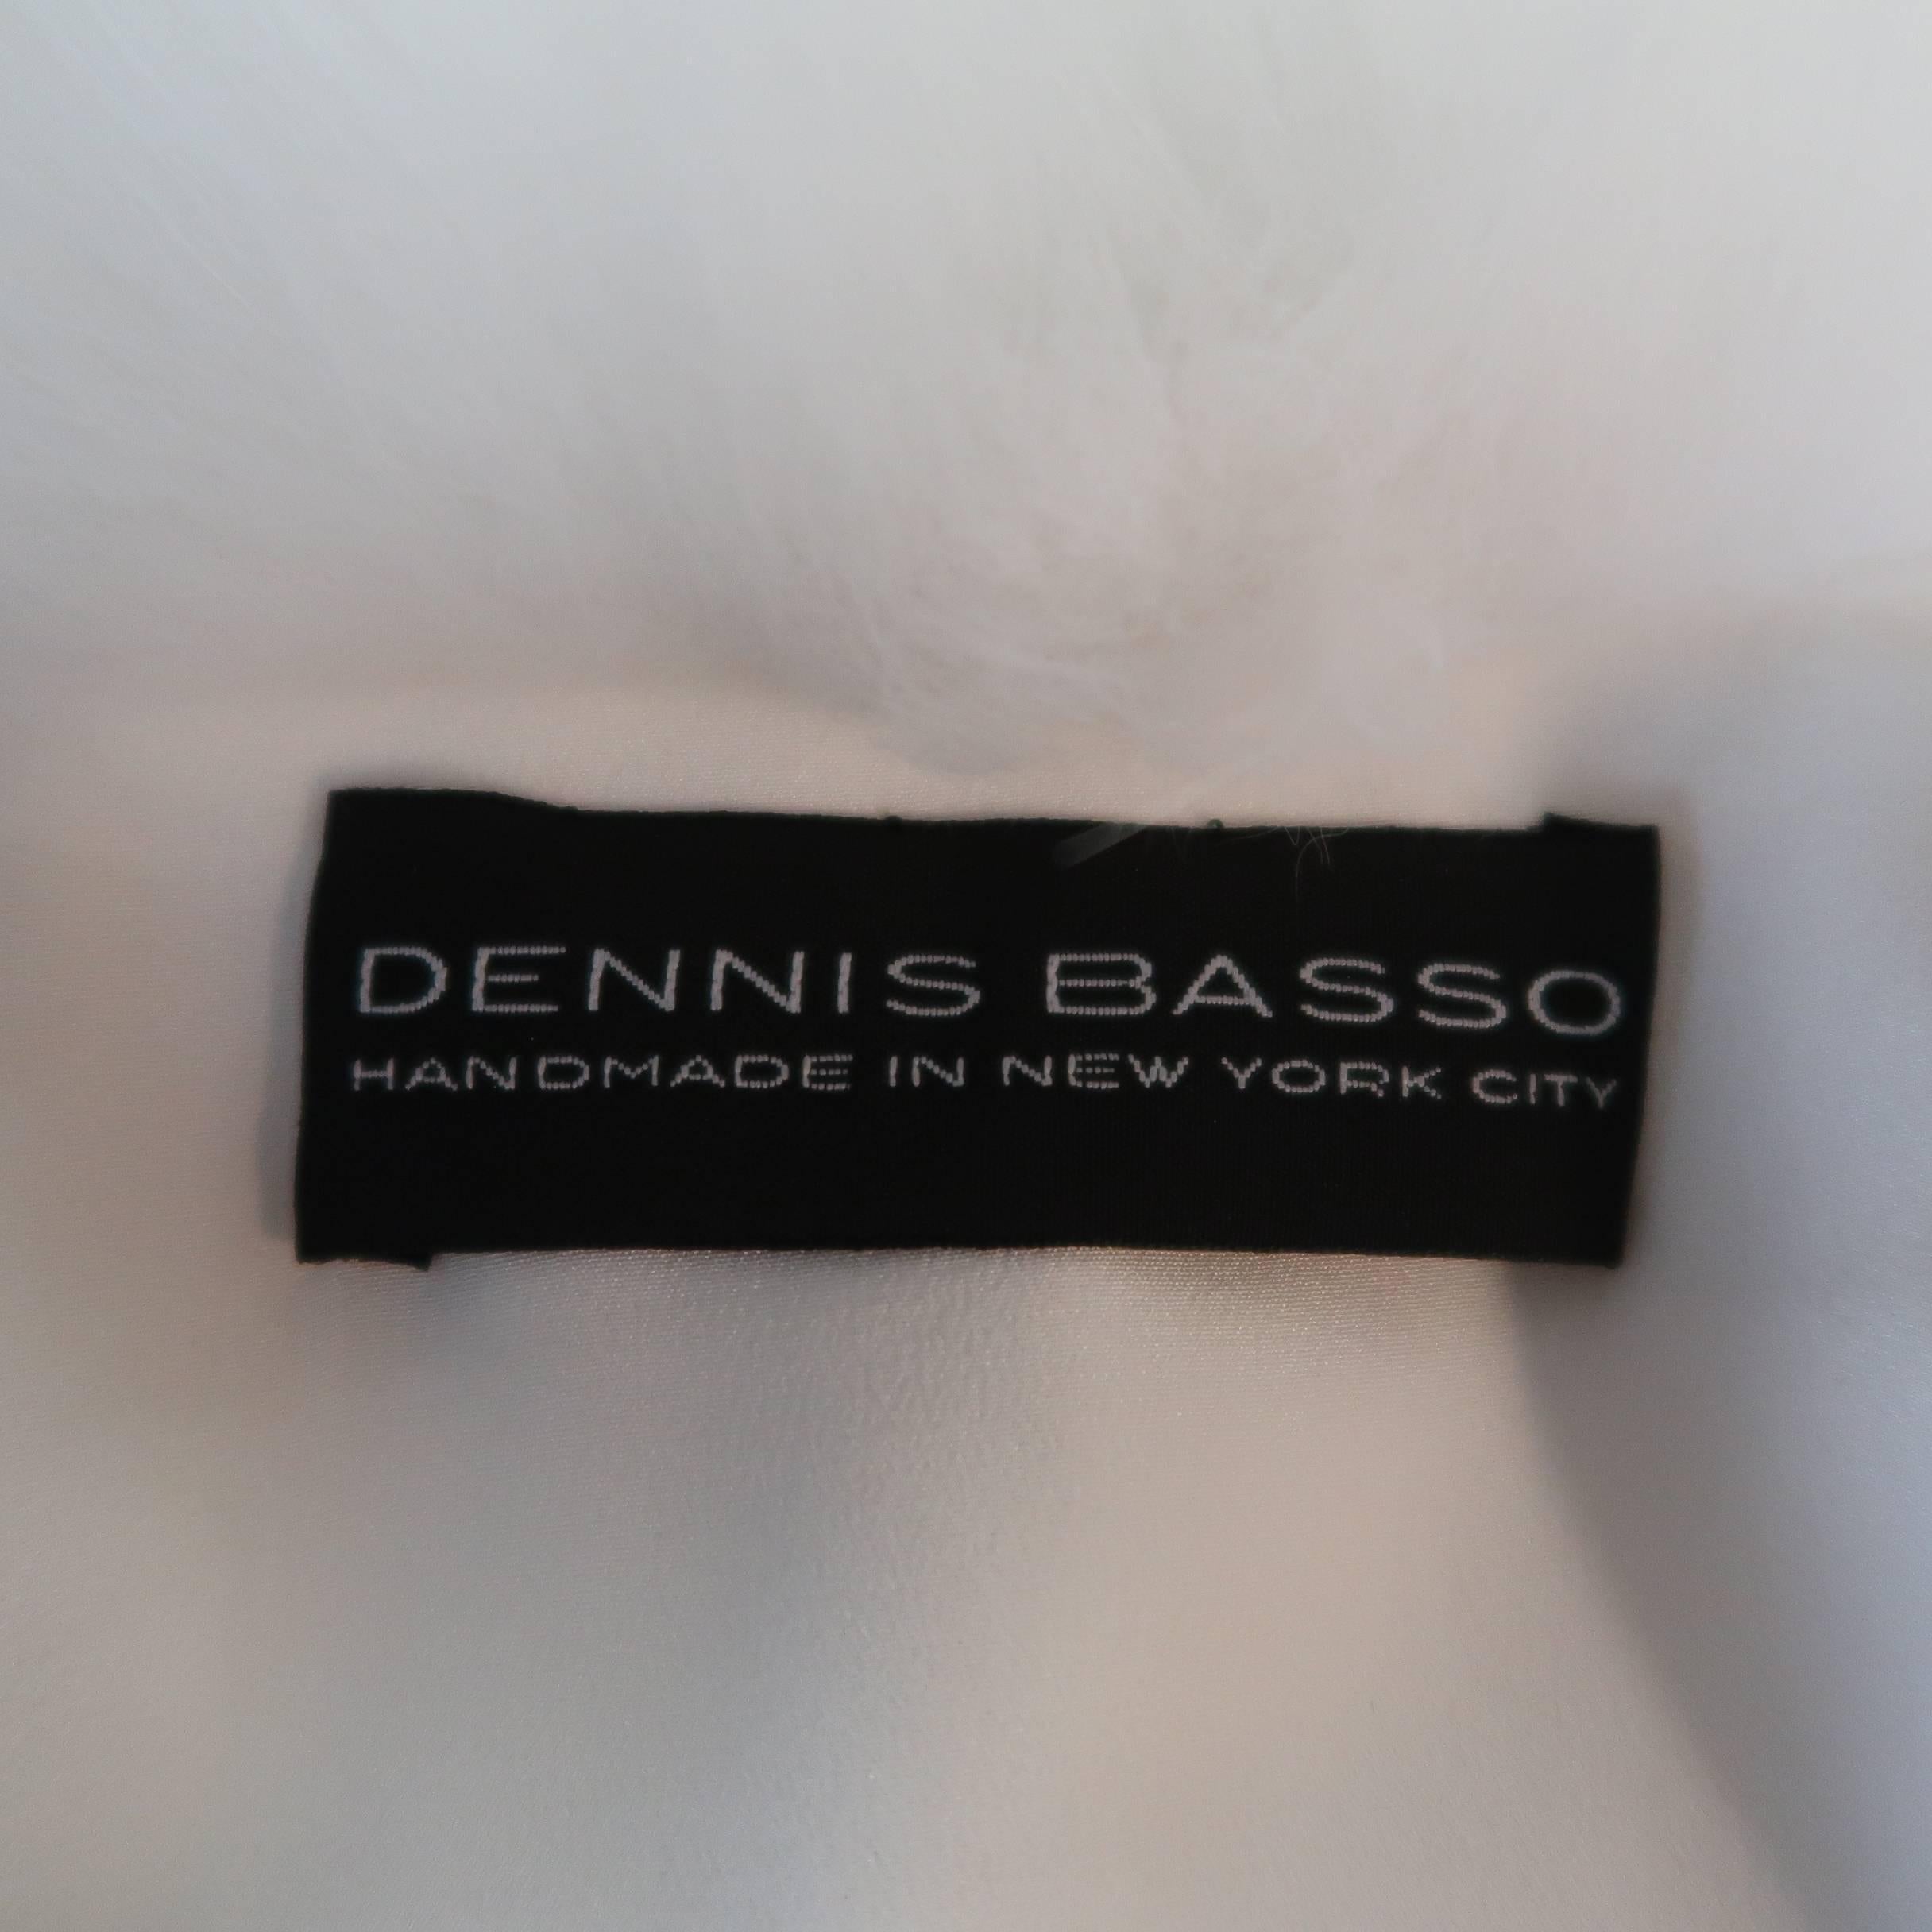 DENNIS BASSO
HANDMADE IN NEW YORK CITY